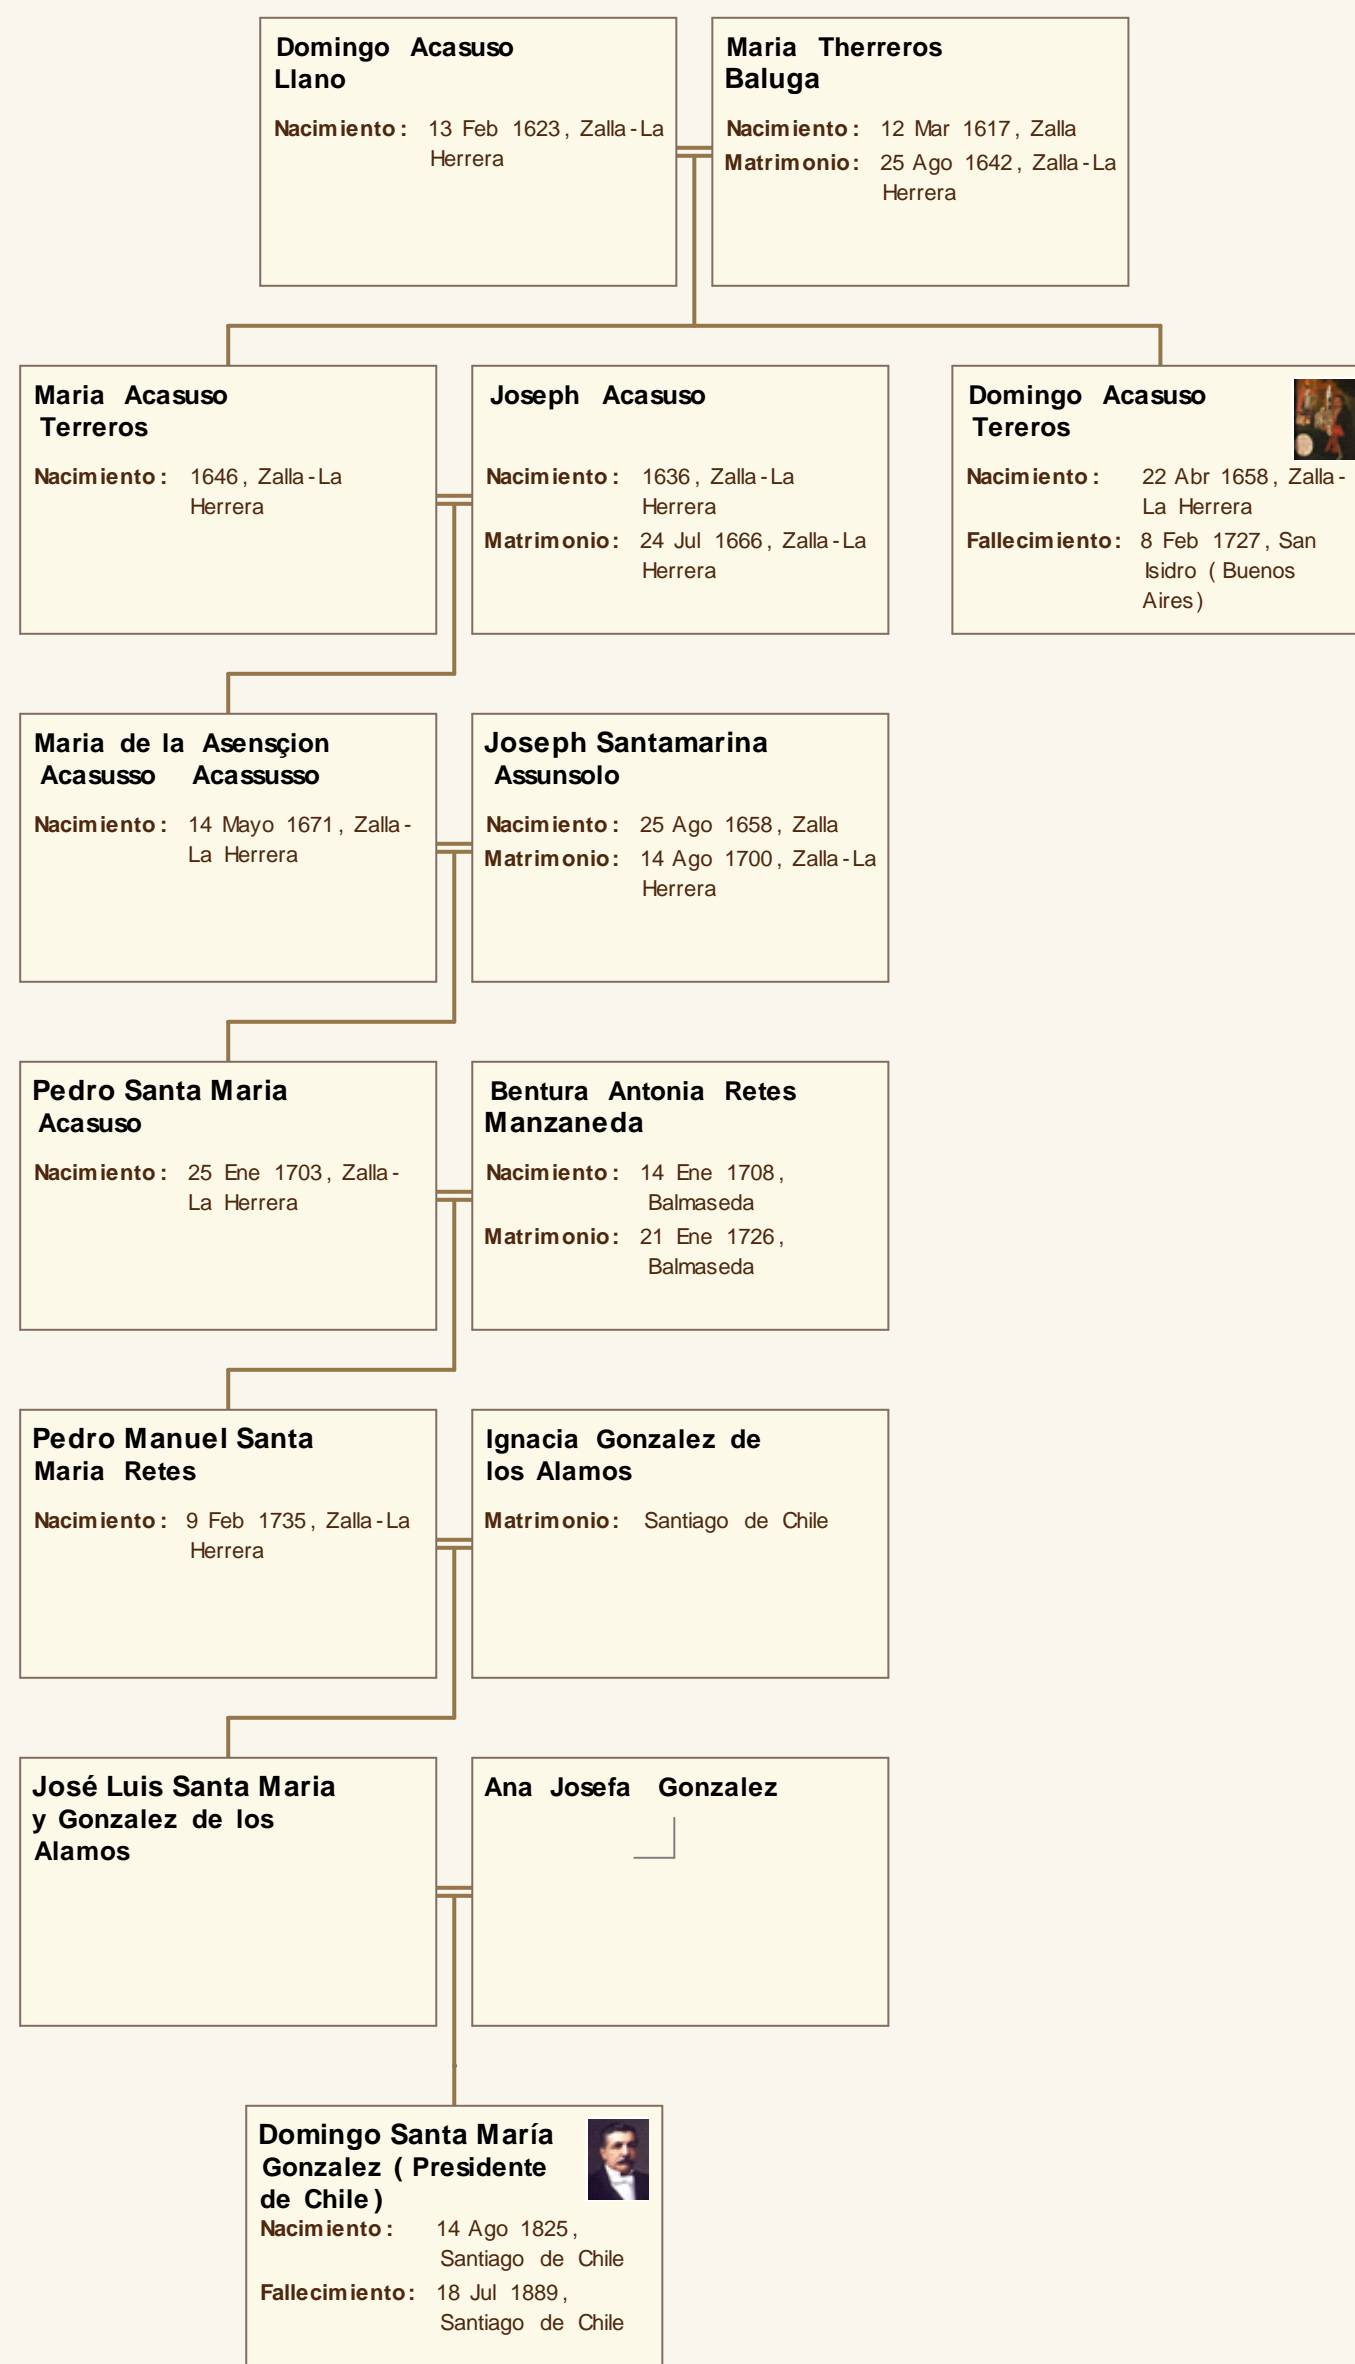 Domingo Acasuso
Llano
Nacimiento: 13 Feb 1623, Zalla-La
Herrera
Maria Therreros
Baluga
Nacimiento: 12 Mar 1617, Zalla
Matrimonio: 25 Ago 1642, Zalla-La
Herrera
Maria Acasuso
Terreros
Nacimiento: 1646, Zalla-La
Herrera
Joseph Acasuso
Nacimiento: 1636, Zalla-La
Herrera
Matrimonio: 24 Jul 1666, Zalla-La
Herrera
Domingo Acasuso
Tereros
Nacimiento: 22 Abr 1658, Zalla-
La Herrera
Fallecimiento: 8 Feb 1727, San
Isidro (Buenos
Aires)
Maria de la Asensçion
Acasusso Acassusso
Nacimiento: 14 Mayo 1671, Zalla-
La Herrera
Joseph Santamarina
Assunsolo
Nacimiento: 25 Ago 1658, Zalla
Matrimonio: 14 Ago 1700, Zalla-La
Herrera
Pedro Santa Maria
Acasuso
Nacimiento: 25 Ene 1703, Zalla-
La Herrera
Bentura Antonia Retes
Manzaneda
Nacimiento: 14 Ene 1708,
Balmaseda
Matrimonio: 21 Ene 1726,
Balmaseda
Pedro Manuel Santa
Maria Retes
Nacimiento: 9 Feb 1735, Zalla-La
Herrera
Ignacia Gonzalez de
los Alamos
Matrimonio: Santiago de Chile
José Luis Santa Maria
y Gonzalez de los
Alamos
Ana Josefa Gonzalez
Domingo Santa María
Gonzalez (Presidente
de Chile)
Nacimiento: 14 Ago 1825,
Santiago de Chile
Fallecimiento: 18 Jul 1889,
Santiago de Chile